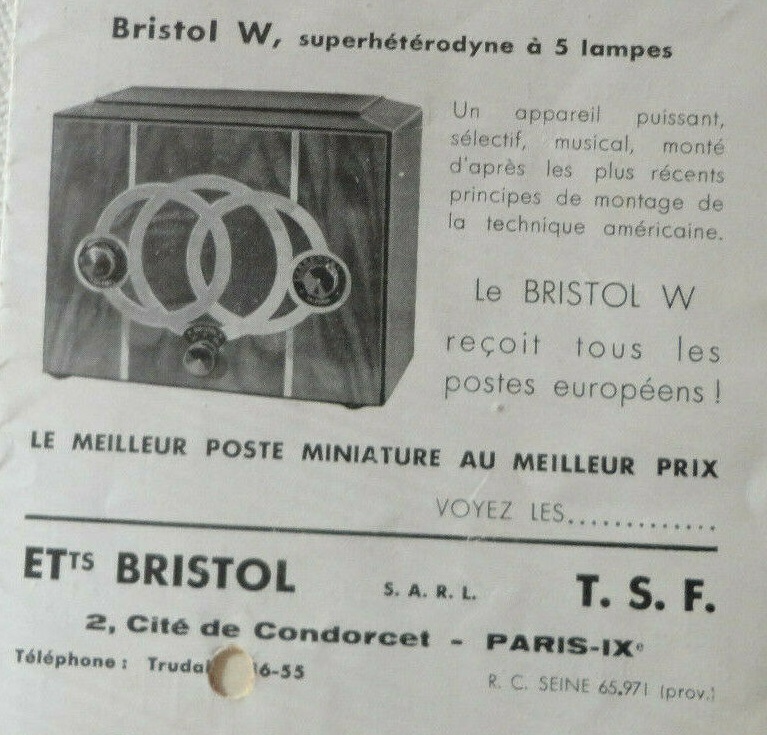 Bristol W, superhétérodyne à 5 lampes
Un appareil puissant,
sélectif, musical, monté
d'après les plus récents
principes de montage de
la technique américaine.
Le BRISTOL W
reçoit tous les
postes européens !
LE MEILLEUR POSTE MINIATURE AU MEILLEUR PRIX
VOYEZ LES.............
ETTS BRISTOL S. A. R. L. T. S. F.
2, Cité de Condorcet - PARIS-IXe
Téléphone : 6-55
R. C. SEINE 65.971 (prov.)